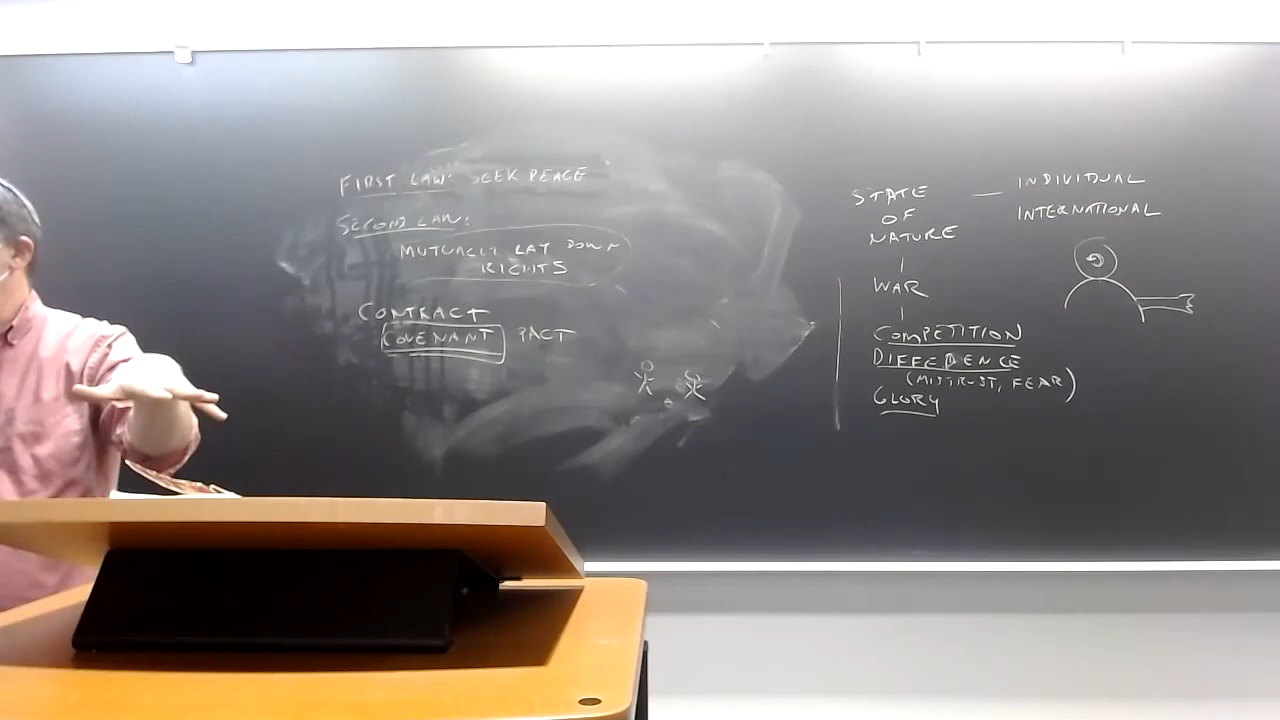 FIRST LAW: SEEK PEACE
SECOND LAW:
MUTUALLY LAY DOWN
RIGHTS
CONTRACT
COVENANT PACT
STATE — INDIVIDUAL
OF INTERNATIONAL
NATURE
WAR
COMPETITION
DIFFERENCE
(MISTRUST, FEAR)
GLORY